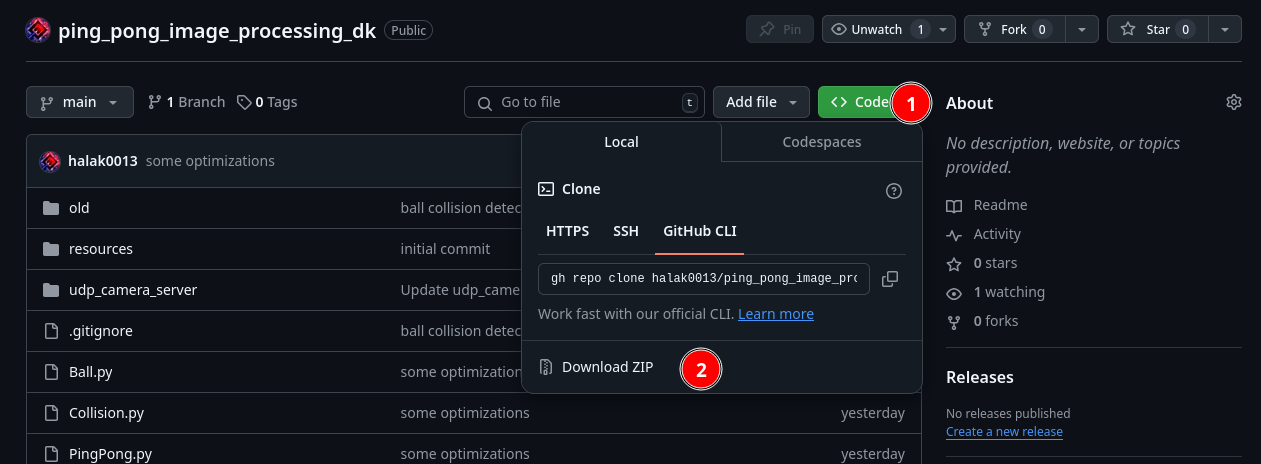 ping_pong_image_processing_dk Public
Pin Unwatch 1 Fork 0 Star 0
main 1 Branch 0 Tags Go to file t Add file Code 1
About
No description, website, or topics
provided.
Readme
Activity
0 stars
1 watching
0 forks
Releases
No releases published
Create a new release
halak0013 some optimizations
old ball collision detec
resources initial commit
udp_camera_server Update udp_came
.gitignore ball collision detec
Ball.py some optimization
Collision.py some optimizations yesterday
PingPong.py some optimizations yesterday
Local Codespaces
Clone
HTTPS SSH GitHub CLI
gh repo clone halak0013/ping_pong_image_pro
Work fast with our official CLI. Learn more
Download ZIP 2